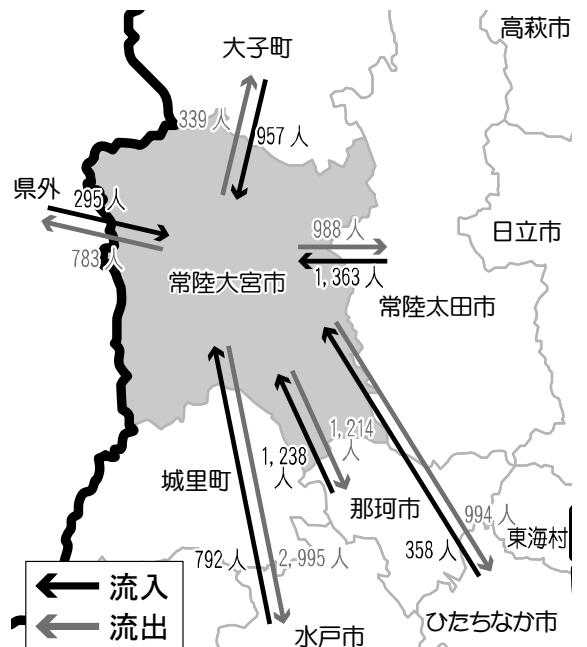 高萩市
大子町
339 人
957 人
県外
295 人
783 人
988 人
日立市
1,363 人
常陸大宮市
常陸太田市
1,214
人
1,238
人
城里町
那珂市
994 人
東海村
358 人
792 人
2,995 人
流入
流出
水戸市
ひたちなか市